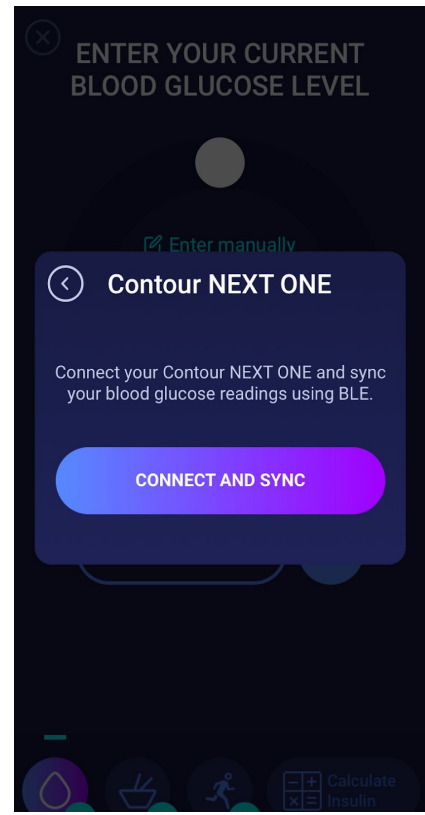 ENTER YOUR CURRENT
BLOOD GLUCOSE LEVEL
Enter manually
Contour NEXT ONE
Connect your Contour NEXT ONE and sync
your blood glucose readings using BLE.
CONNECT AND SYNC
Calculate
Insulin